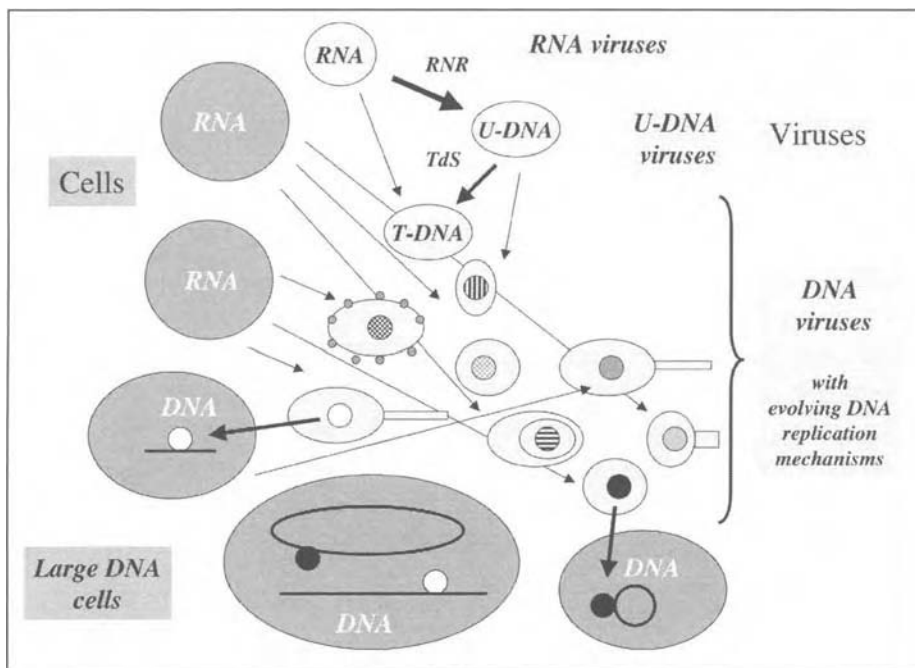 RNA
RNA viruses
RNR
RNA
U-DNA
U-DNA
viruses
Viruses
TdS
Cells
T-DNA
RNA
DNA
viruses
with
evolving DNA
replication
mechanisms
DNA
DNA
Large DNA
cells
DNA